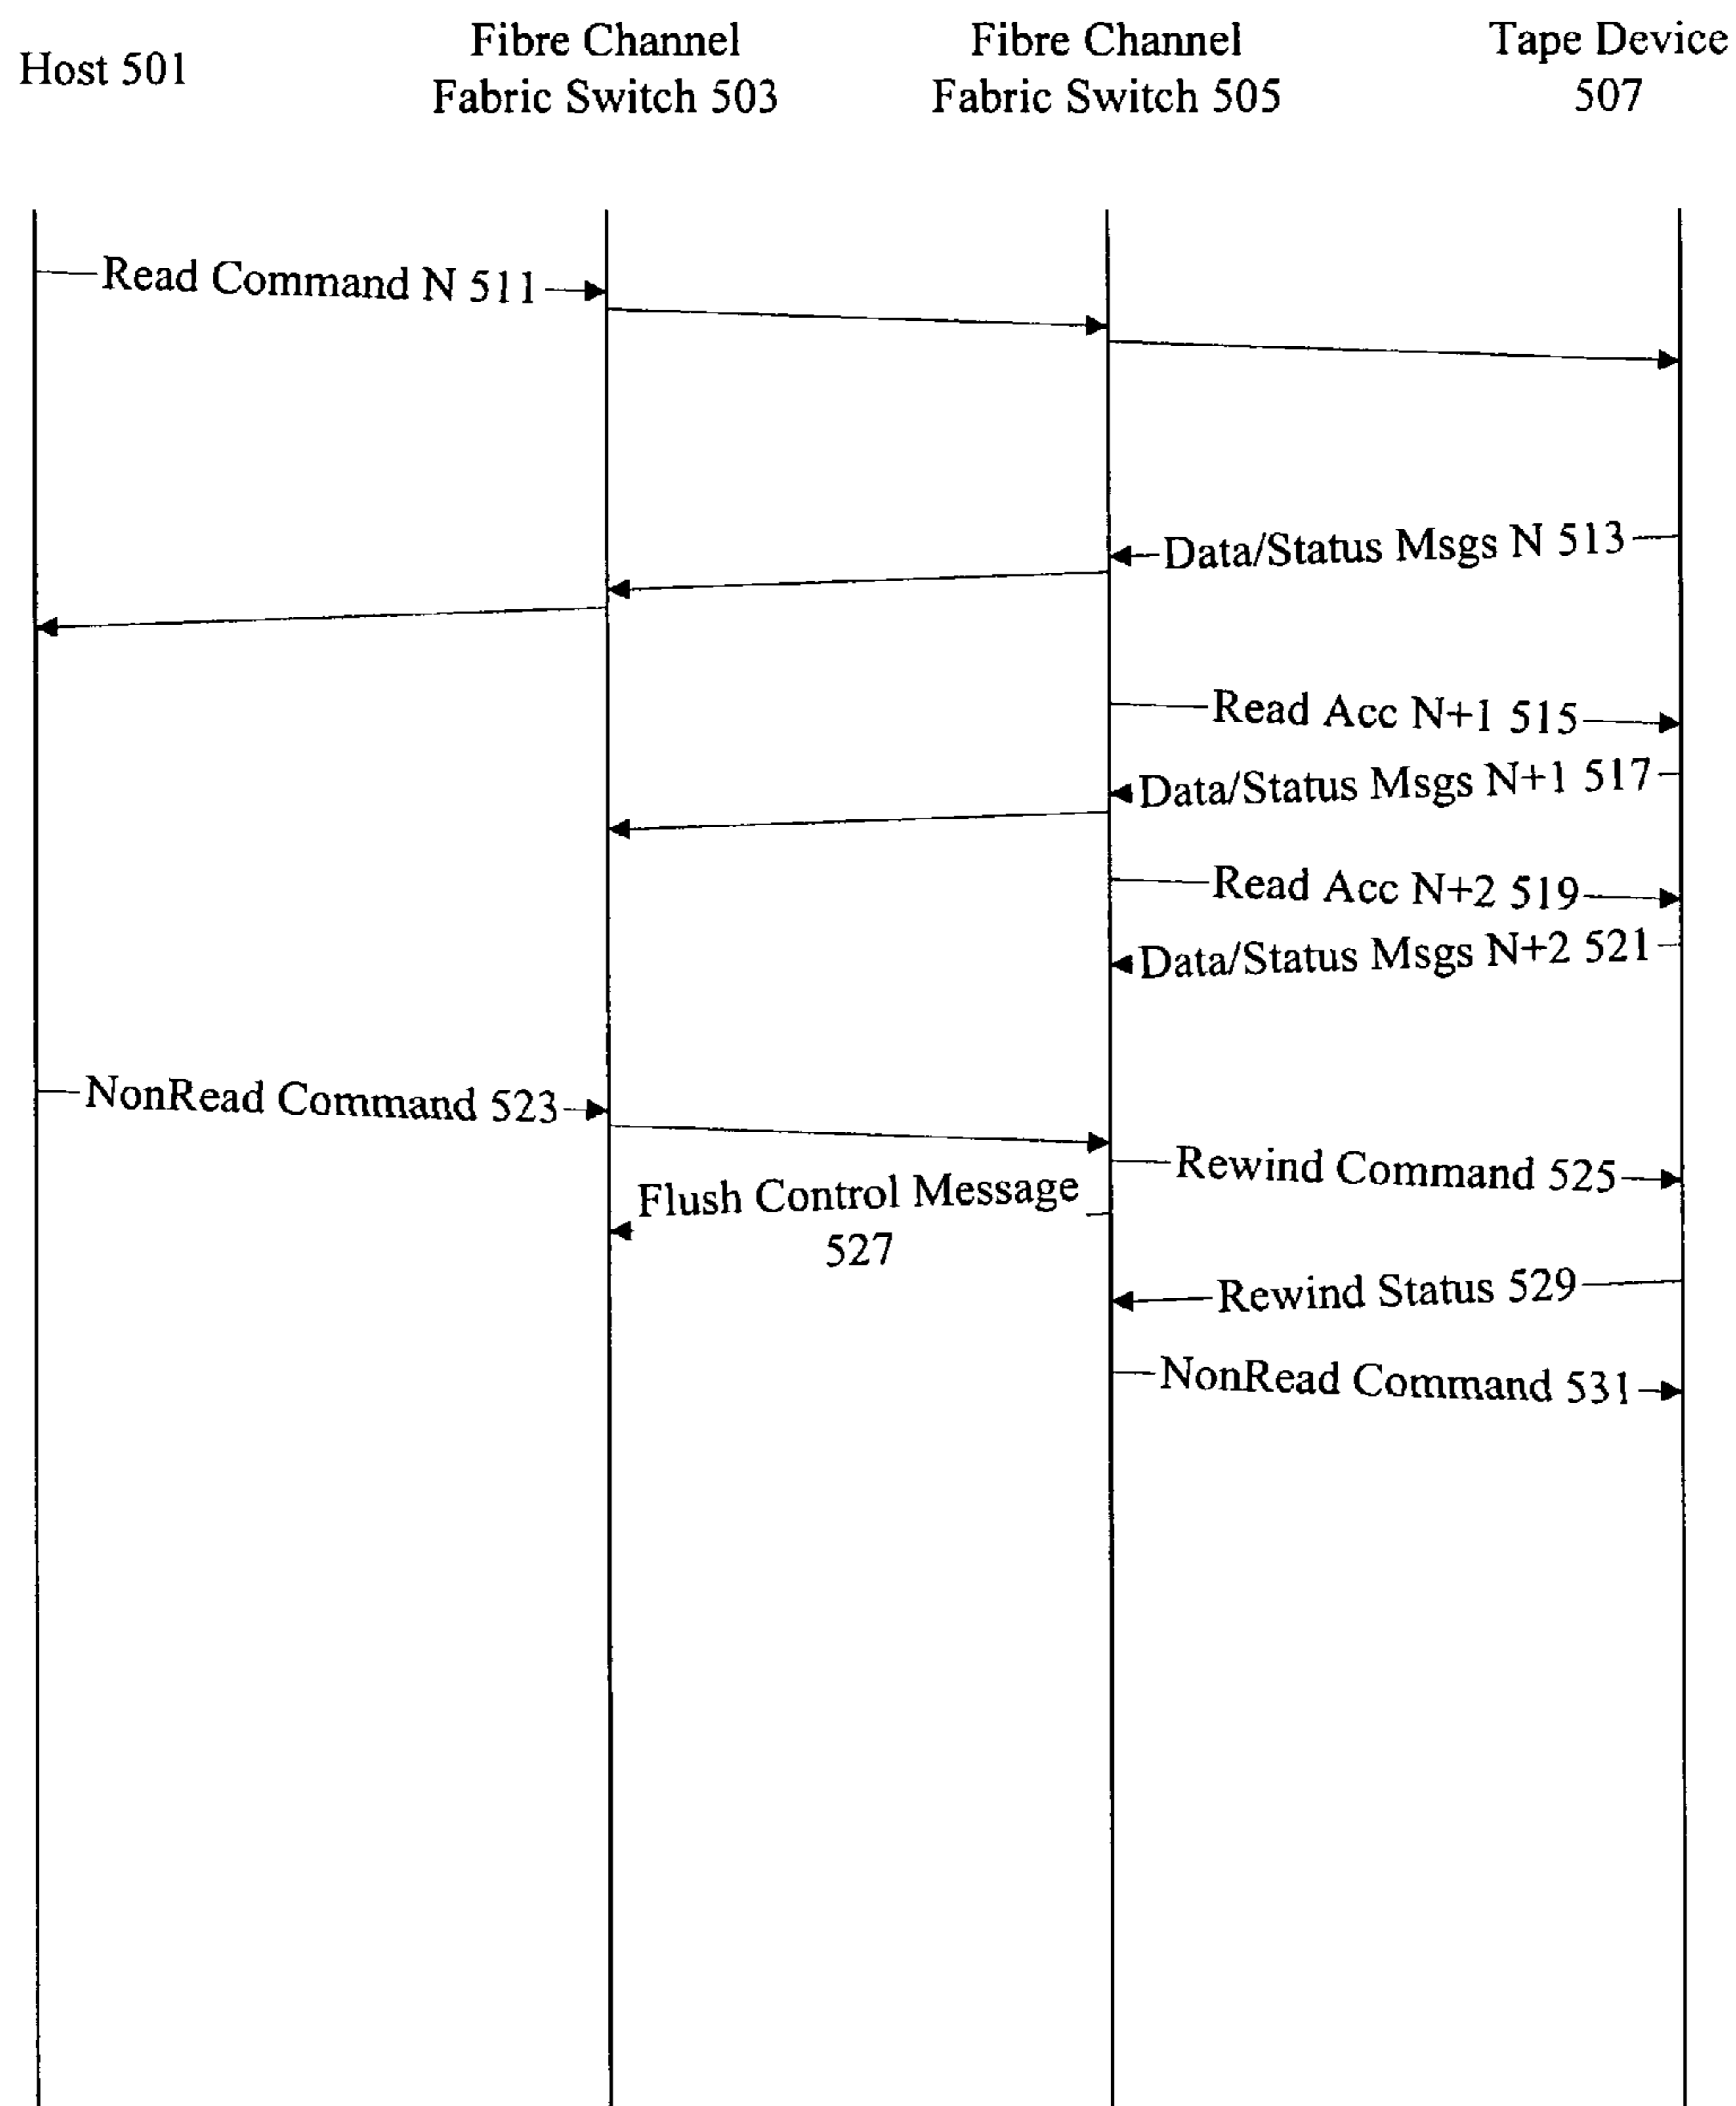 Host 501
Fibre Channel
Fabric Switch 503
Fibre Channel
Fabric Switch 505
Tape Device
507
Read Command N 511
Data/Status Msgs N 513
Read Acc N+1 515
Data/Status Msgs N+1 517
Read Acc N+2 519
Data/Status Msgs N+2 521
NonRead Command 523
Rewind Command 525
Flush Control Message
527
Rewind Status 529
NonRead Command 531